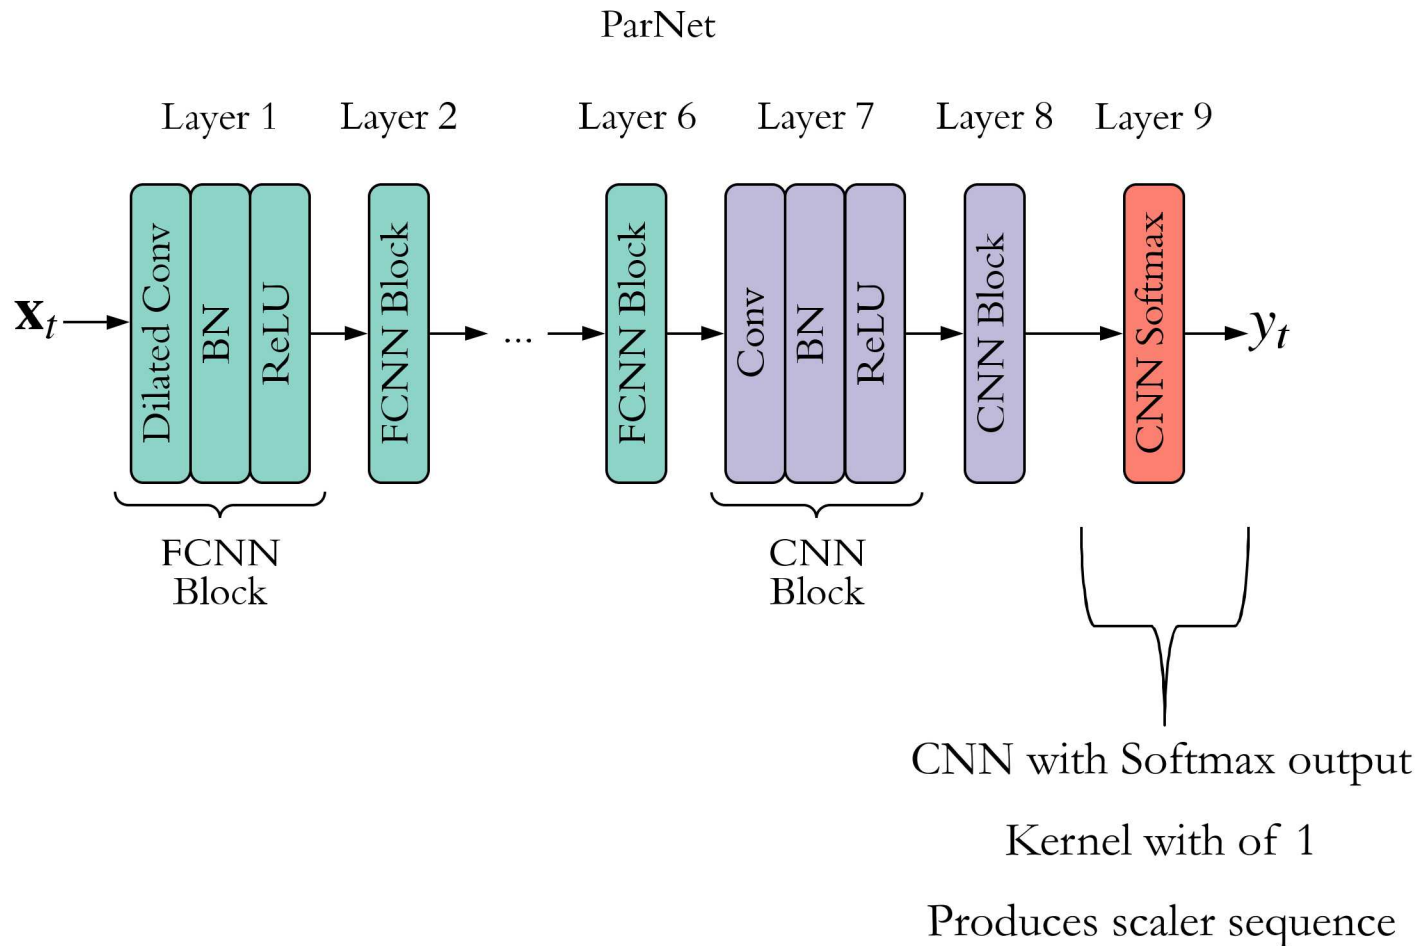 ParNet
Layer 1
Layer 2
Layer 6
Layer 7
Layer 8
Layer 9
x_t
Dilated Conv
BN
ReLU
FCNN Block
...
FCNN Block
Conv
BN
ReLU
CNN Block
CNN Softmax
y_t
FCNN
Block
CNN
Block
CNN with Softmax output
Kernel with of 1
Produces scaler sequence